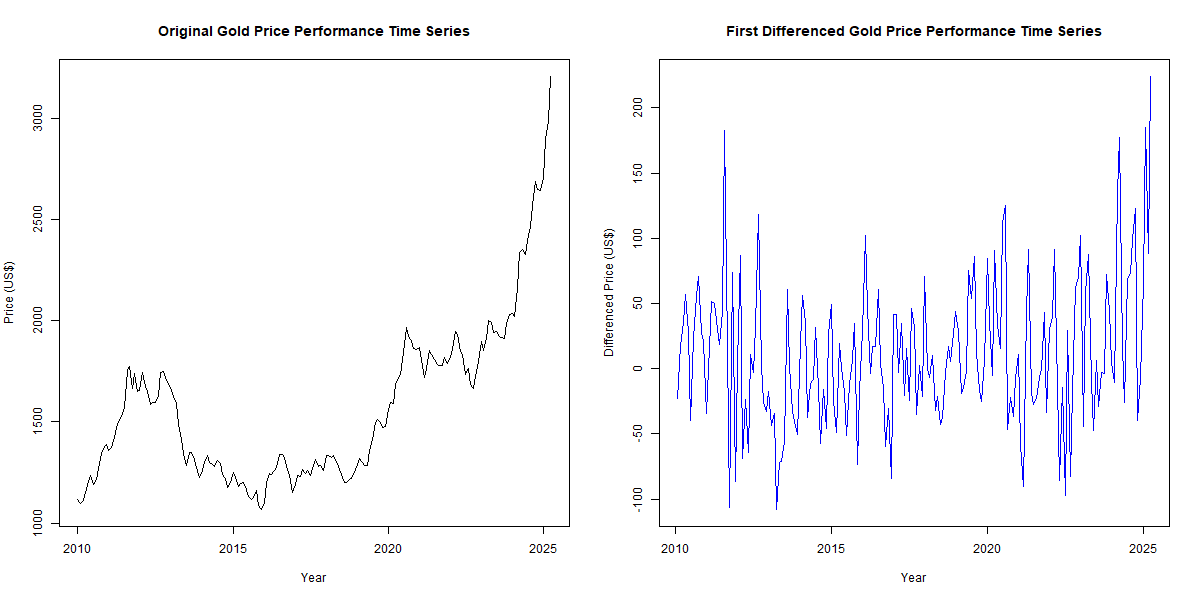 Original Gold Price Performance Time Series
Price (US$)
3000
2500
2000
1500
1000
2010 2015 2020 2025
Year
First Differenced Gold Price Performance Time Series
Differenced Price (US$)
200
150
100
50
0
-50
-100
2010 2015 2020 2025
Year